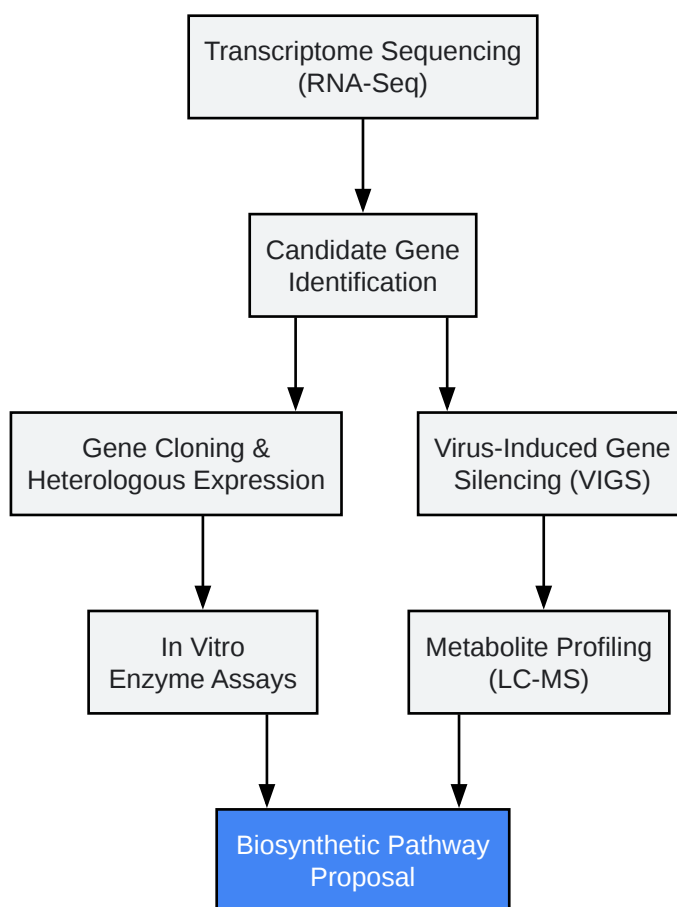 Transcriptome Sequencing
(RNA-Seq)
Candidate Gene
Identification
Gene Cloning &
Heterologous Expression
Virus-Induced Gene
Silencing (VIGS)
In Vitro
Enzyme Assays
Metabolite Profiling
(LC-MS)
Biosynthetic Pathway
Proposal